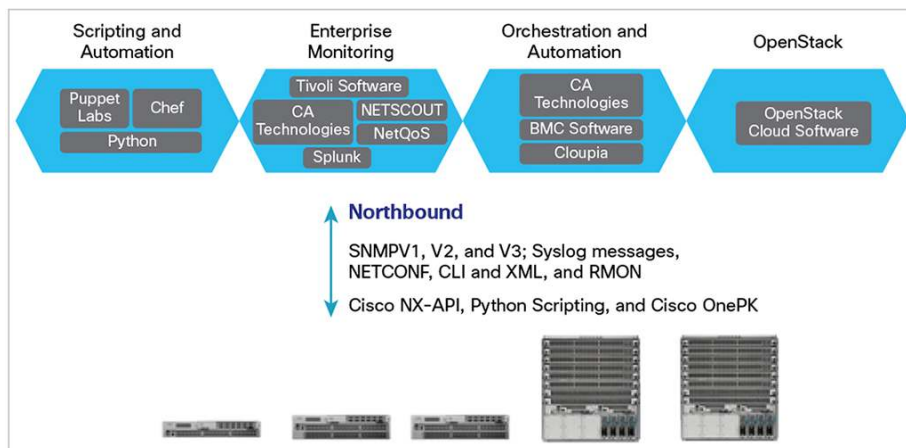 Scripting and
Automation
Enterprise
Monitoring
Orchestration and
Automation
OpenStack
Puppet
Labs
Chef
Python
Tivoli Software
CA
Technologies
NETSCOUT
NetQoS
Splunk
CA
Technologies
BMC Software
Cloupia
OpenStack
Cloud Software
Northbound
SNMPV1, V2, and V3; Syslog messages,
NETCONF, CLI and XML, and RMON
Cisco NX-API, Python Scripting, and Cisco OnePK